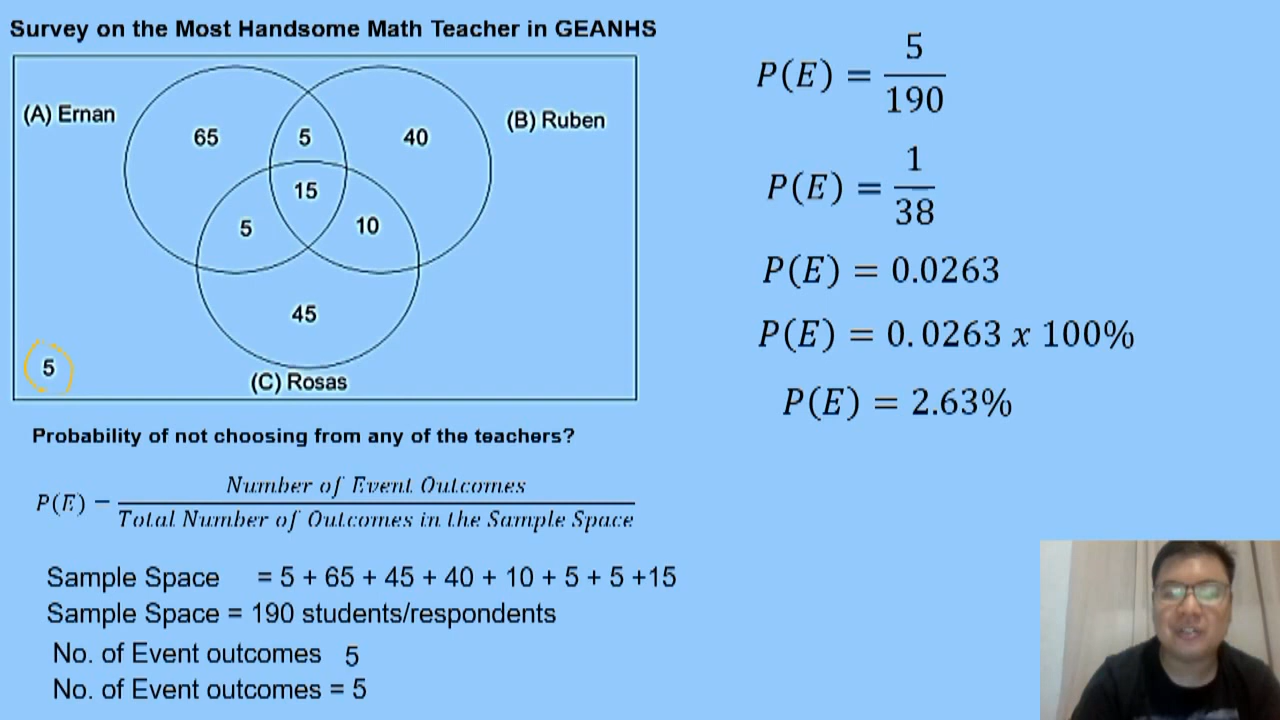 Survey on the Most Handsome Math Teacher in GEANHS
(A) Ernan
(B) Ruben
65
5
40
15
5
10
45
5
(C) Rosas
Probability of not choosing from any of the teachers?
P(E) = Number of Event Outcomes
Total Number of Outcomes in the Sample Space
Sample Space = 5 + 65 + 45 + 40 + 10 + 5 + 5 +15
Sample Space = 190 students/respondents
No. of Event outcomes 5
No. of Event outcomes = 5
P(E) = 5/190
P(E) = 1/38
P(E) = 0.0263
P(E) = 0.0263 x 100%
P(E) = 2.63%